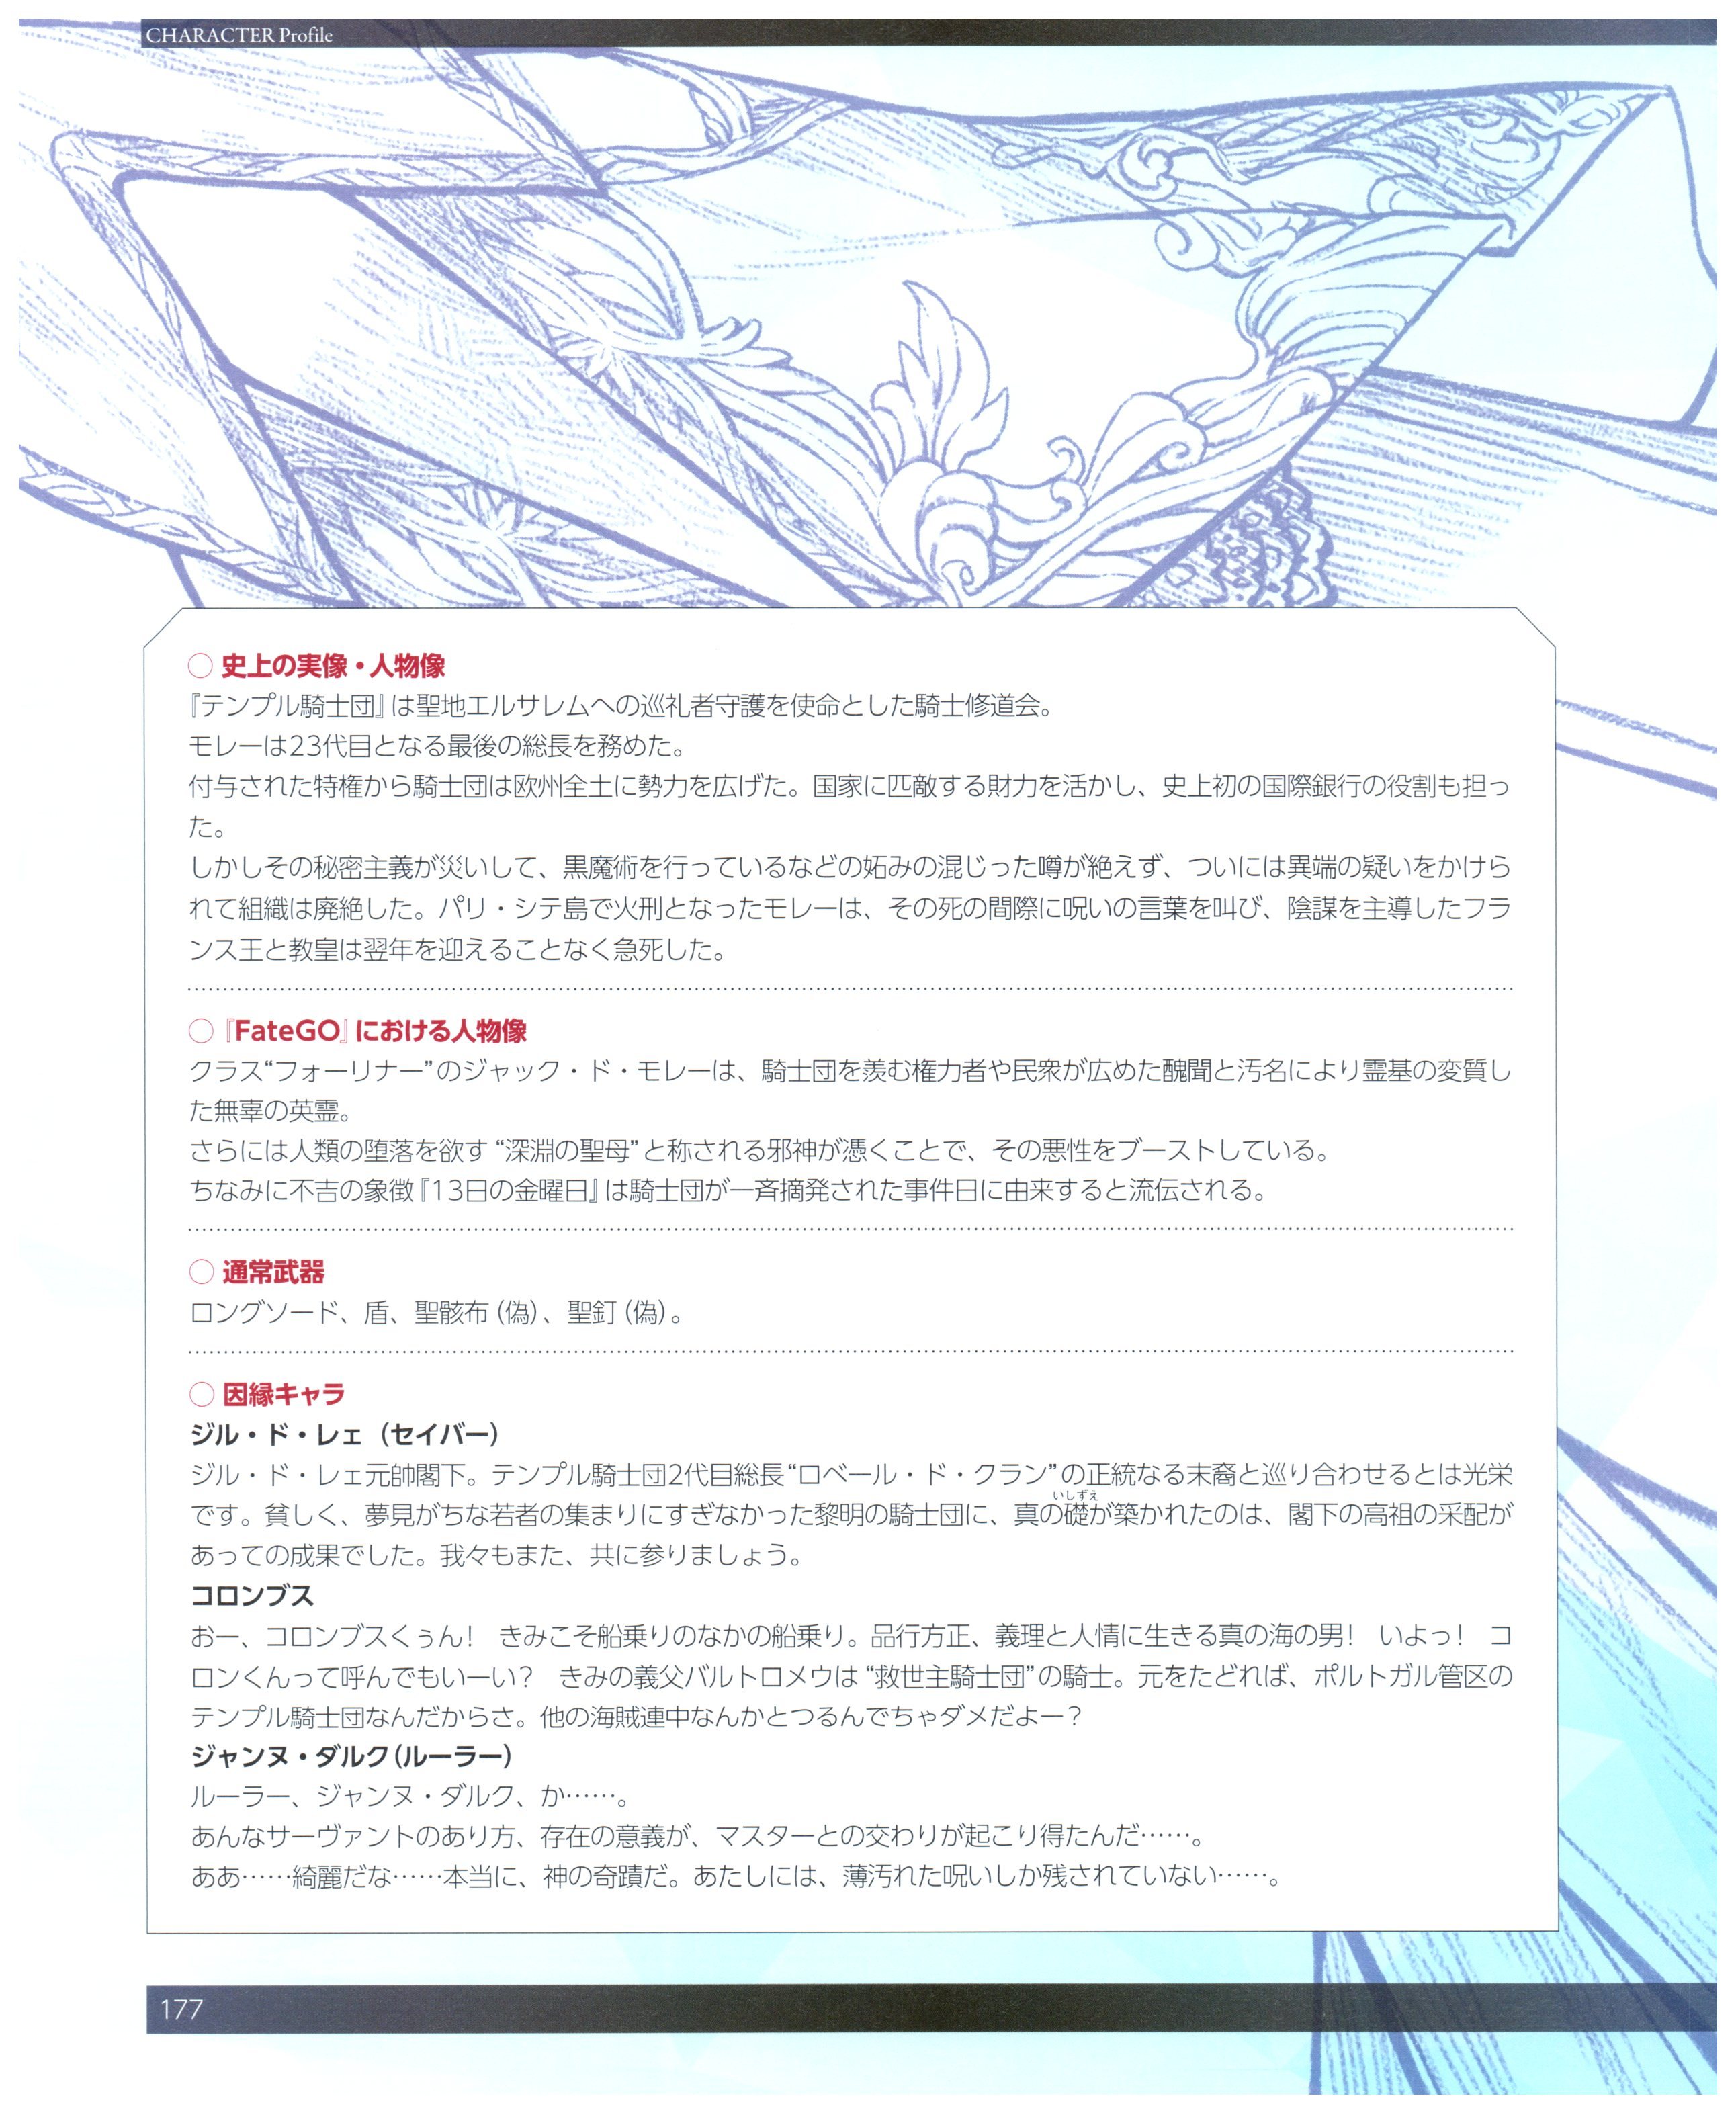 CHARACTER Profile
○ 史上の実像・人物像
『テンプル騎士団』は聖地エルサレムへの巡礼者守護を使命とした騎士修道会。
モレーは23代目となる最後の総長を務めた。
付与された特権から騎士団は欧州全土に勢力を広げた。国家に匹敵する財力を活かし、史上初の国際銀行の役割も担っ
た。
しかしその秘密主義が災いして、黒魔術を行っているなどの妬みの混じった噂が絶えず、ついには異端の疑いをかけら
れて組織は廃絶した。パリ・シテ島で火刑となったモレーは、その死の間際に呪いの言葉を叫び、陰謀を主導したフラ
ンス王と教皇は翌年を迎えることなく急死した。
○『FateGO』における人物像
クラス“フォーリナー”のジャック・ド・モレーは、騎士団を羨む権力者や民衆が広めた醜聞と汚名により霊基の変質し
た無辜の英霊。
さらには人類の堕落を欲す “深淵の聖母” と称される邪神が憑くことで、その悪性をブーストしている。
ちなみに不吉の象徴『13日の金曜日』は騎士団が一斉摘発された事件日に由来すると流伝される。
○ 通常武器
ロングソード、盾、聖骸布（偽）、聖釘（偽）。
○ 因縁キャラ
ジル・ド・レェ（セイバー）
ジル・ド・レェ元帥閣下。テンプル騎士団2代目総長“ロベール・ド・クラン”の正統なる末裔と巡り合わせるとは光栄
いしずえ
です。貧しく、夢見がちな若者の集まりにすぎなかった黎明の騎士団に、真の礎が築かれたのは、閣下の高祖の采配が
あっての成果でした。我々もまた、共に参りましょう。
コロンブス
おー、コロンブスくぅん！　きみこそ船乗りのなかの船乗り。品行方正、義理と人情に生きる真の海の男！　いよっ！　コ
ロンくんって呼んでもいーい？　きみの義父バルトロメウは “救世主騎士団” の騎士。元をたどれば、ポルトガル管区の
テンプル騎士団なんだからさ。他の海賊連中なんかとつるんでちゃダメだよー？
ジャンヌ・ダルク（ルーラー）
ルーラー、ジャンヌ・ダルク、か……。
あんなサーヴァントのあり方、存在の意義が、マスターとの交わりが起こり得たんだ……。
ああ……綺麗だな……本当に、神の奇蹟だ。あたしには、薄汚れた呪いしか残されていない……。
177